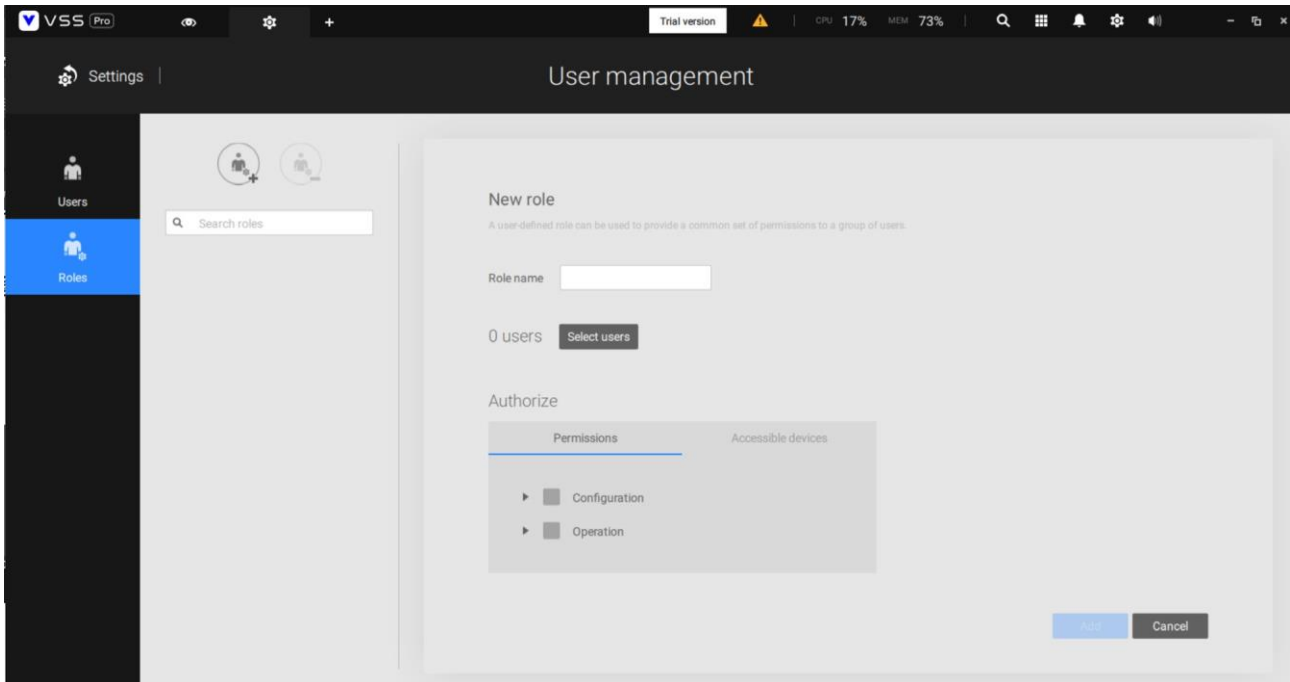 VSS Pro
+
Trial version
CPU 17% MEM 73%
Settings
User management
Users
Roles
Search roles
New role
A user-defined role can be used to provide a common set of permissions to a group of users.
Role name
0 users
Select users
Authorize
Permissions
Accessible devices
Configuration
Operation
Add
Cancel